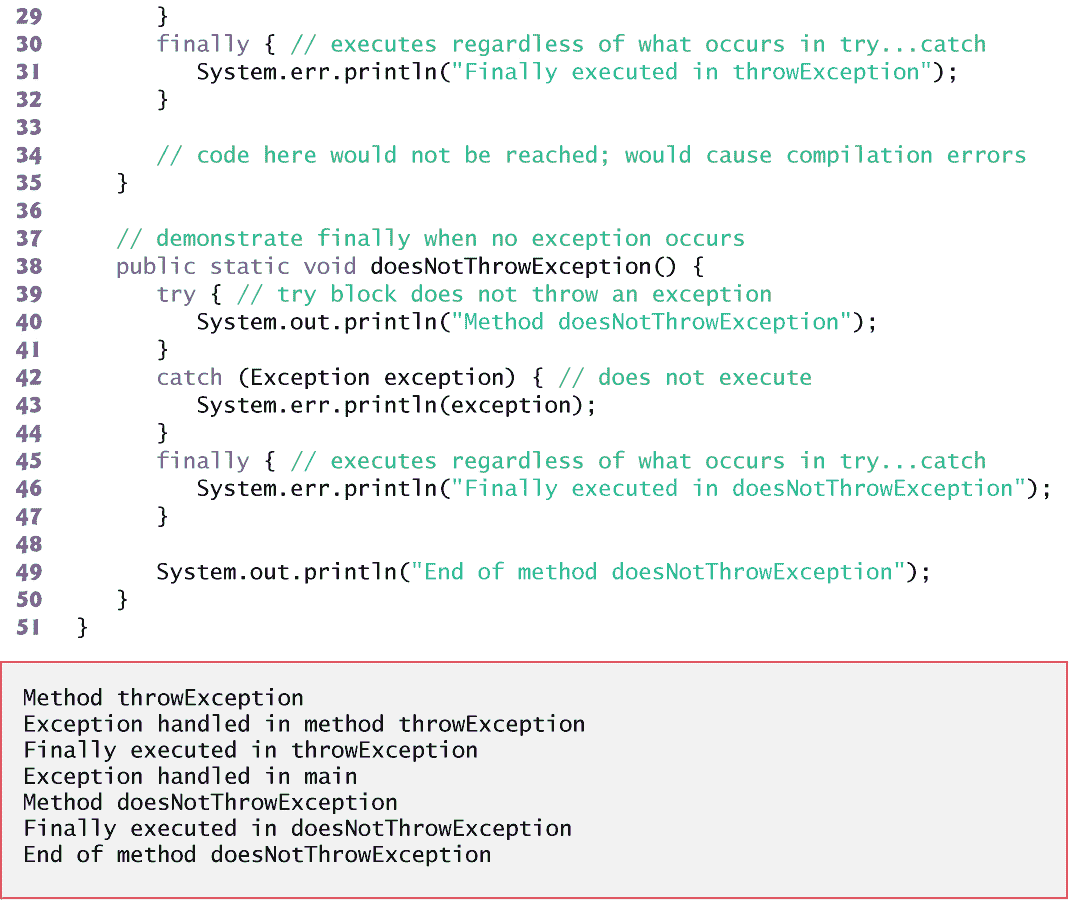 29 }
30 finally { // executes regardless of what occurs in try...catch
31 System.err.println("Finally executed in throwException");
32 }
33
34 // code here would not be reached; would cause compilation errors
35 }
36
37 // demonstrate finally when no exception occurs
38 public static void doesNotThrowException() {
39 try { // try block does not throw an exception
40 System.out.println("Method doesNotThrowException");
41 }
42 catch (Exception exception) { // does not execute
43 System.err.println(exception);
44 }
45 finally { // executes regardless of what occurs in try...catch
46 System.err.println("Finally executed in doesNotThrowException");
47 }
48
49 System.out.println("End of method doesNotThrowException");
50 }
51 }
Method throwException
Exception handled in method throwException
Finally executed in throwException
Exception handled in main
Method doesNotThrowException
Finally executed in doesNotThrowException
End of method doesNotThrowException